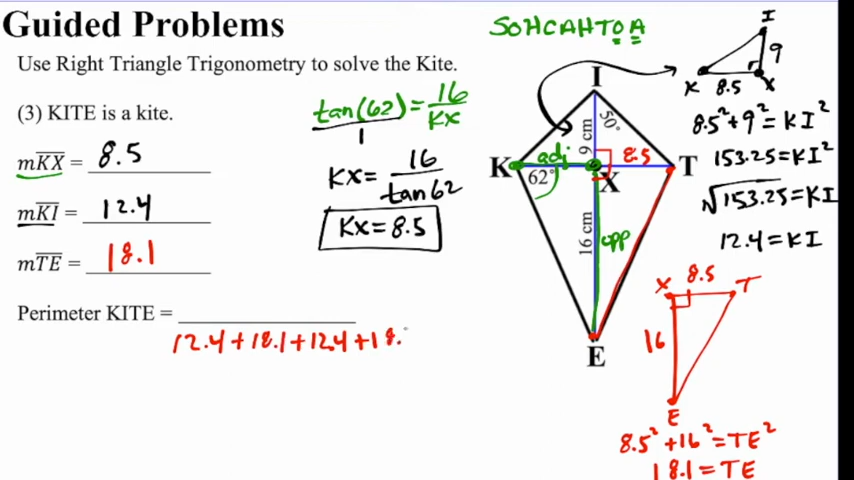 Guided Problems
Use Right Triangle Trigonometry to solve the Kite.
(3) KITE is a kite.
mKX = 8.5
mKI = 12.4
mTE = 18.1
Perimeter KITE =
12.4 + 18.1 + 12.4 + 18.
tan(62) = 16
1 KX
KX = 16
tan 62
KX = 8.5
SOHCAHTOA
I
50°
9 cm
adj
8.5
K
T
62°
X
16 cm
opp
E
I
9
K 8.5 X
8.5² + 9² = KI²
153.25 = KI²
√153.25 = KI
12.4 = KI
8.5
X T
16
E
8.5² + 16² = TE²
18.1 = TE